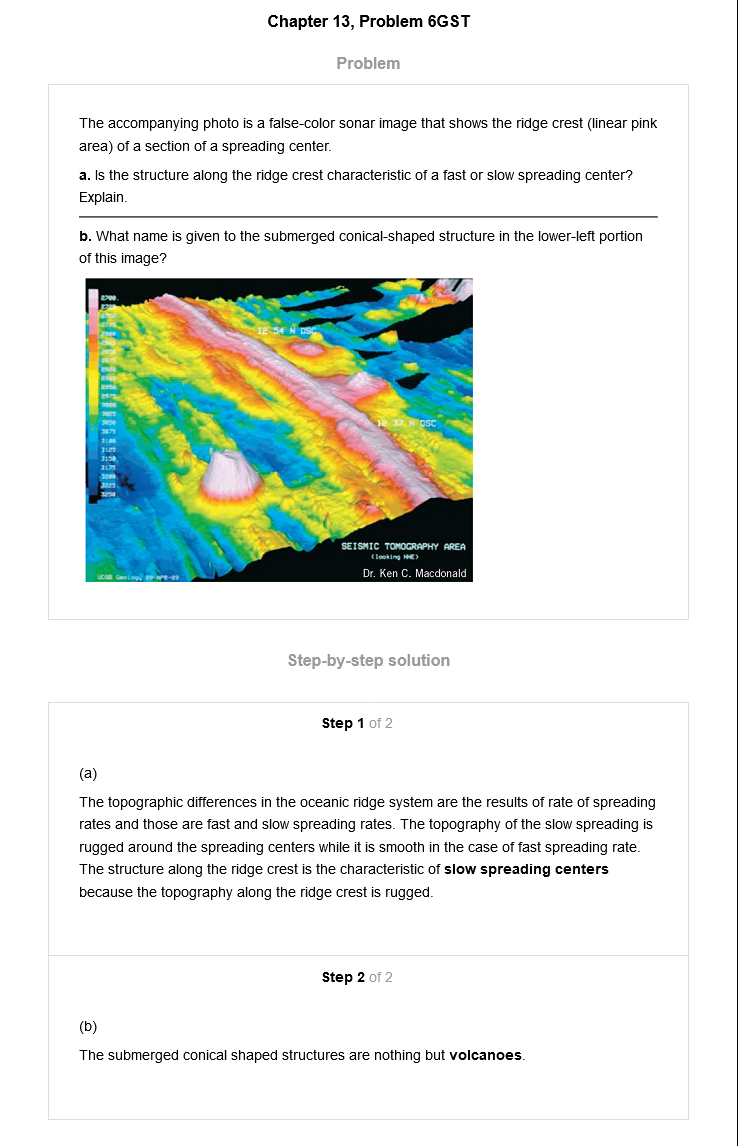 Chapter 13, Problem 6GST
Problem
The accompanying photo is a false-color sonar image that shows the ridge crest (linear pink
area) of a section of a spreading center.
a. Is the structure along the ridge crest characteristic of a fast or slow spreading center?
Explain.
b. What name is given to the submerged conical-shaped structure in the lower-left portion
of this image?
2700.
12 54 N OSC
12 37 N OSC
3100
3125
3150
3175
3200
3225
3250
SEISMIC TOMOGRAPHY AREA
(looking NNE)
Dr. Ken C. Macdonald
UCSB Geology,
Step-by-step solution
Step 1 of 2
(a)
The topographic differences in the oceanic ridge system are the results of rate of spreading
rates and those are fast and slow spreading rates. The topography of the slow spreading is
rugged around the spreading centers while it is smooth in the case of fast spreading rate.
The structure along the ridge crest is the characteristic of slow spreading centers
because the topography along the ridge crest is rugged.
Step 2 of 2
(b)
The submerged conical shaped structures are nothing but volcanoes.